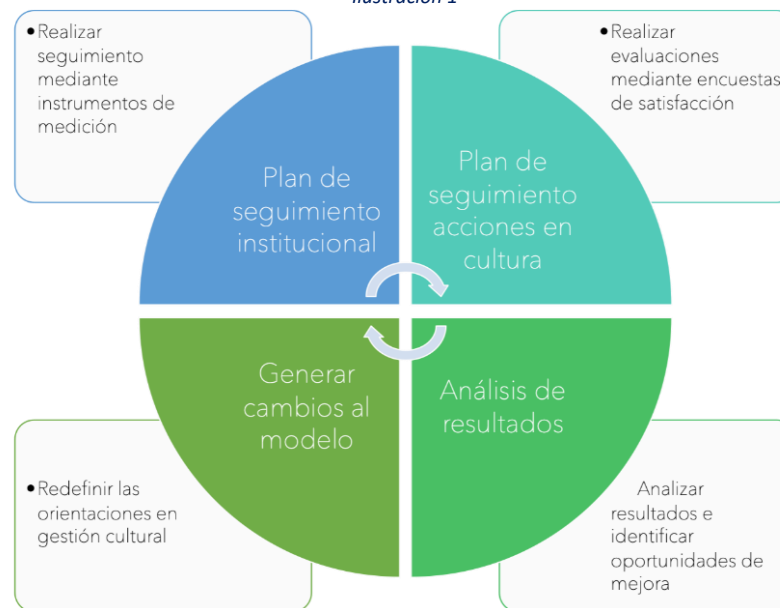 Ilustración 1
• Realizar
seguimiento
mediante
instrumentos de
medición
• Realizar
evaluaciones
mediante encuestas
de satisfacción
Plan de
seguimiento
institucional
Plan de
seguimiento
acciones en
cultura
Generar
cambios al
modelo
Análisis de
resultados
• Redefinir las
orientaciones en
gestión cultural
Analizar
resultados e
identificar
oportunidades de
mejora